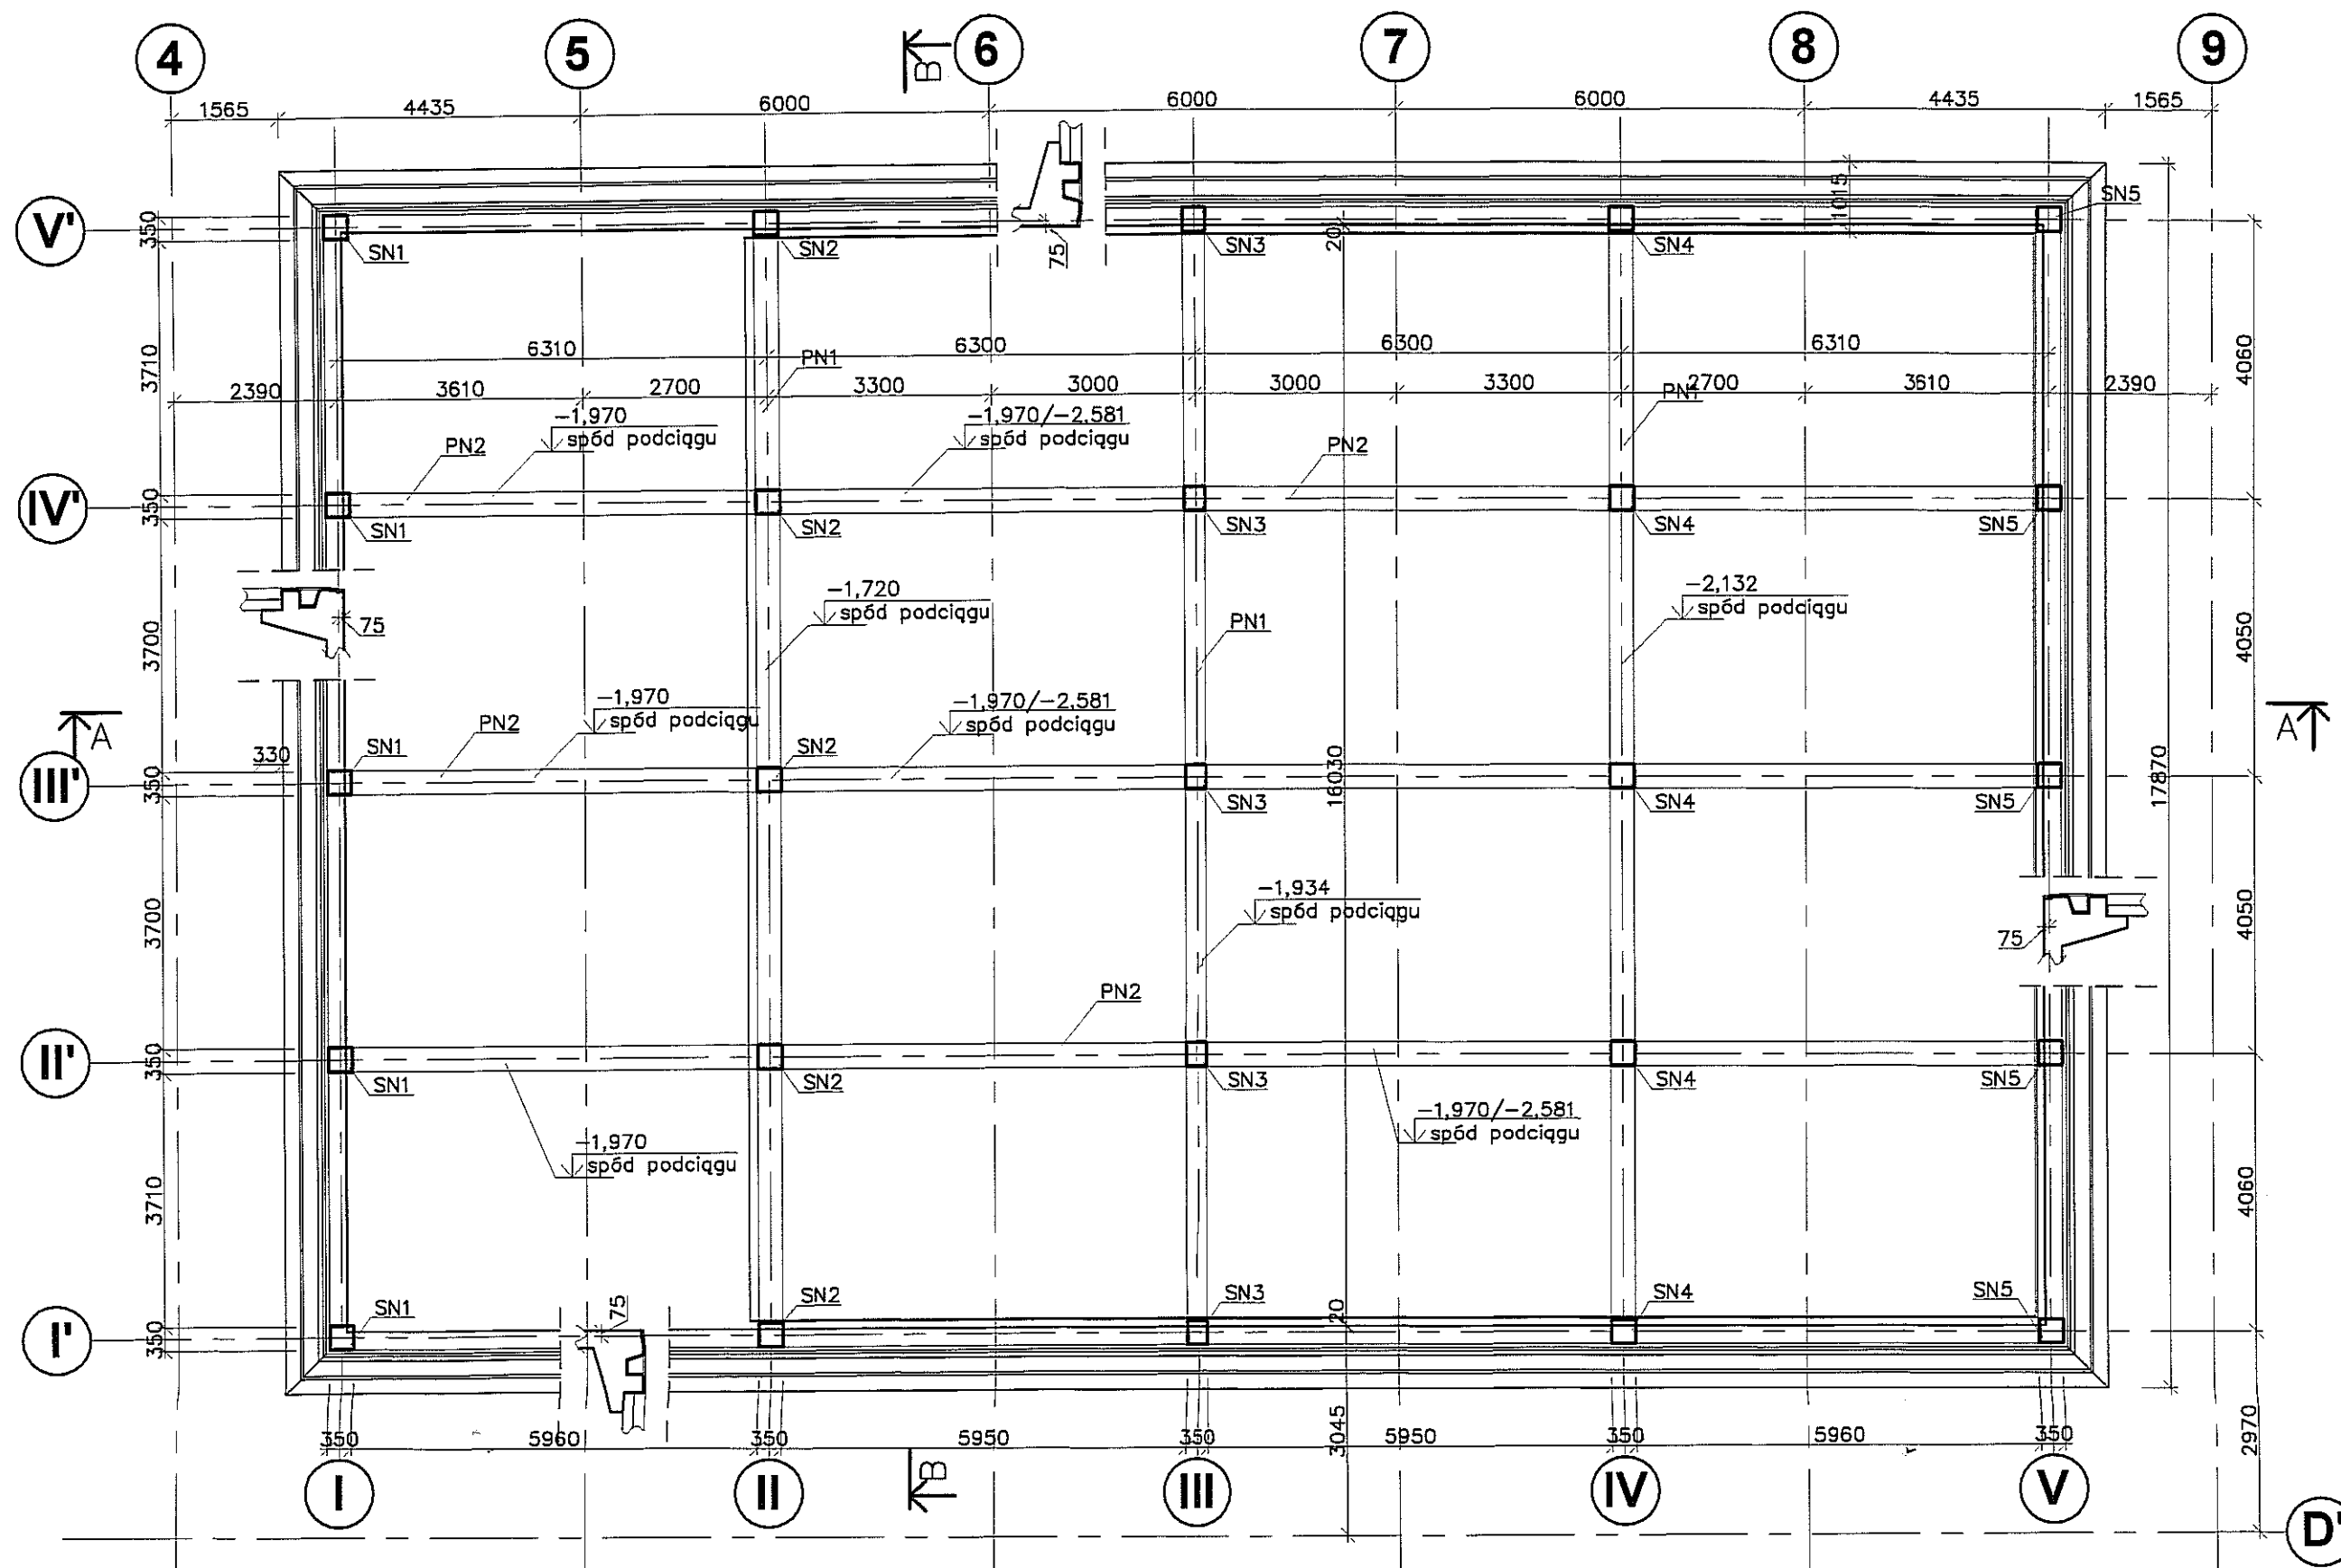 4 5 B 6 7 8 9
1565 4435 6000 6000 6000 4435 1565
V' 350 SN1 SN2 75 SN3 20 SN4 1015 SN5
6310 6300 6300 6310
PN1
3710 4060
2390 3610 2700 3300 3000 3000 3300 2700 3610 2390
PN1
-1,970 -1,970/-2,581
spód podciągu spód podciągu
PN2 PN2
IV' 350 SN1 SN2 SN3 SN4 SN5
-1,720 -2,132
spód podciągu spód podciągu
75 PN1
3700 4050
-1,970 -1,970/-2,581
spód podciągu spód podciągu
A PN2 A
330 SN1 SN2
III' 350 16030 17870
SN3 SN4 SN5
-1,934
spód podciągu
3700 4050
75
PN2
II' 350 SN1 SN2 SN3 SN4 SN5
-1,970/-2,581
spód podciągu
-1,970
spód podciągu
3710 4060
SN1 75 SN2 SN3 20 SN4 SN5
I' 350
350 5960 350 5950 350 3045 5950 350 5960 350 2970
I II B III IV V
D'